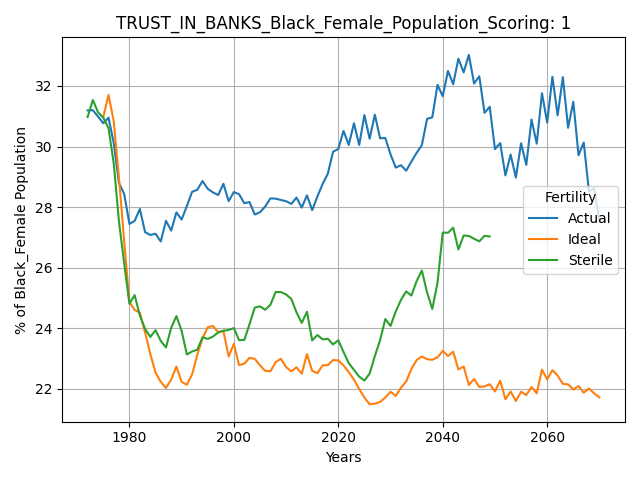 TRUST_IN_BANKS_Black_Female_Population_Scoring: 1
% of Black_Female Population
32
30
28
26
24
22
Fertility
Actual
Ideal
Sterile
1980 2000 2020 2040 2060
Years